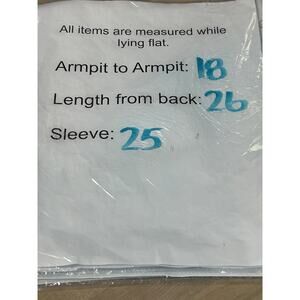 All items are measured while
lying flat.
Armpit to Armpit: 18
Length from back: 26
Sleeve: 25